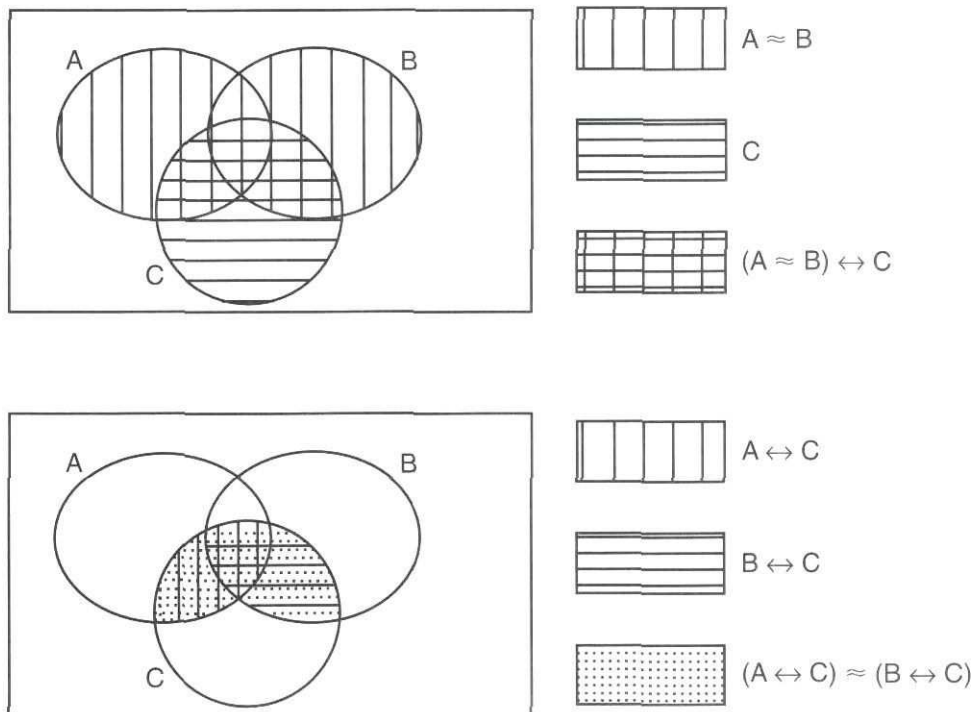 A
B
C
A ≈ B
C
(A ≈ B) ↔ C
A
B
C
A ↔ C
B ↔ C
(A ↔ C) ≈ (B ↔ C)